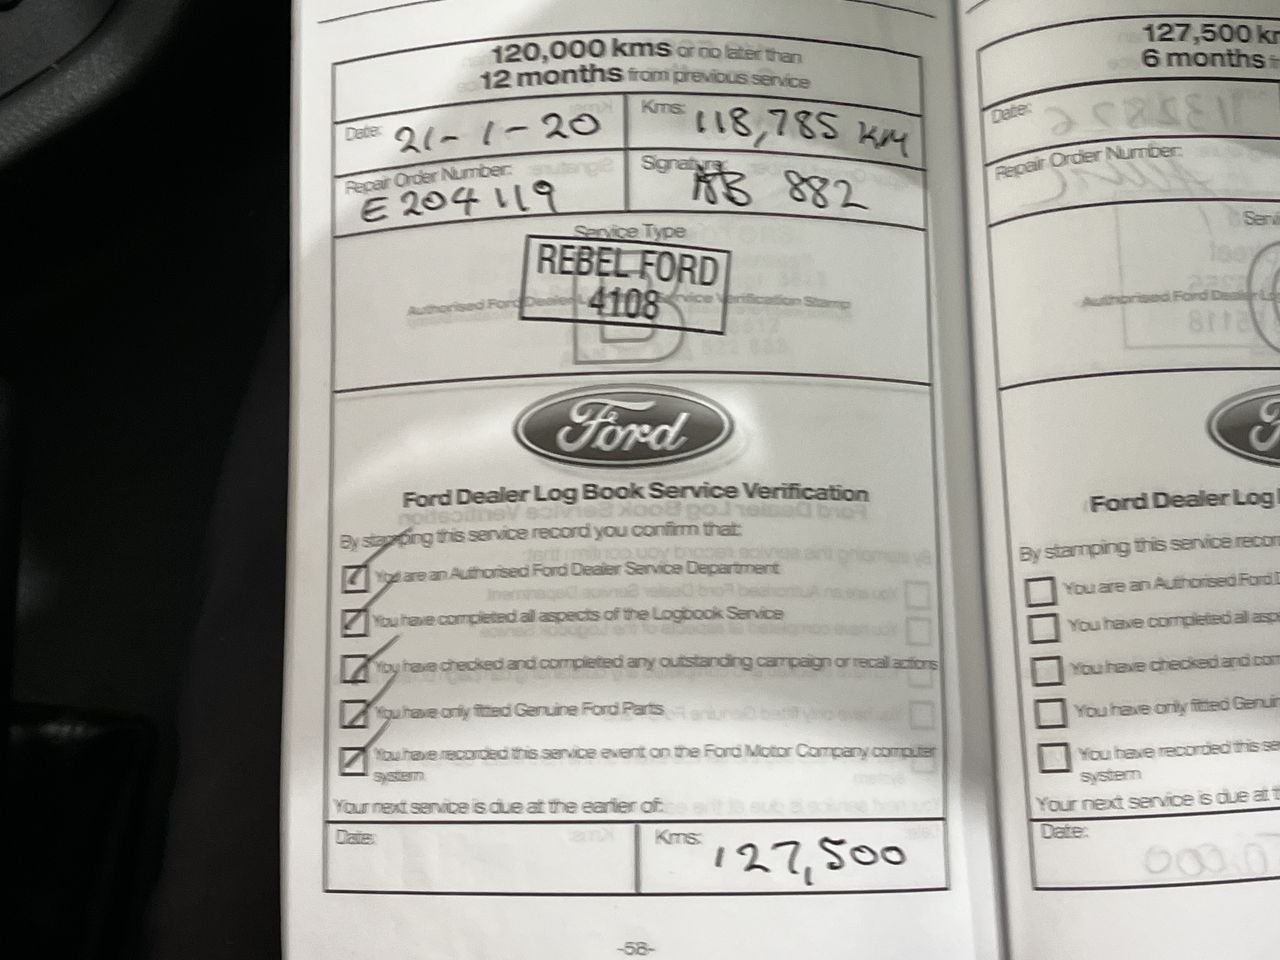 120,000 kms or no later than
12 months from previous service
Date: 21-1-20
Kms: 118,785 KM
Repair Order Number: E 204119
Signature: 882
Service Type
REBEL FORD
4108
B
Authorised Ford Dealer Service Verification Stamp
Ford
Ford Dealer Log Book Service Verification
By stamping this service record you confirm that:
You are an Authorised Ford Dealer Service Department
You have completed all aspects of the Logbook Service
You have checked and completed any outstanding campaign or recall actions
You have only fitted Genuine Ford Parts
You have recorded this service event on the Ford Motor Company computer
system
Your next service is due at the earlier of:
Date:
Kms: 127,500
-58-
127,500
6 months
Date:
Repair Order Number:
Authorised Ford Dealer
Ford Dealer Log
By stamping this service
You are an Authorised Ford
You have completed all
You have checked and
You have only fitted
You have recorded this
system
Your next service is due at
Date: